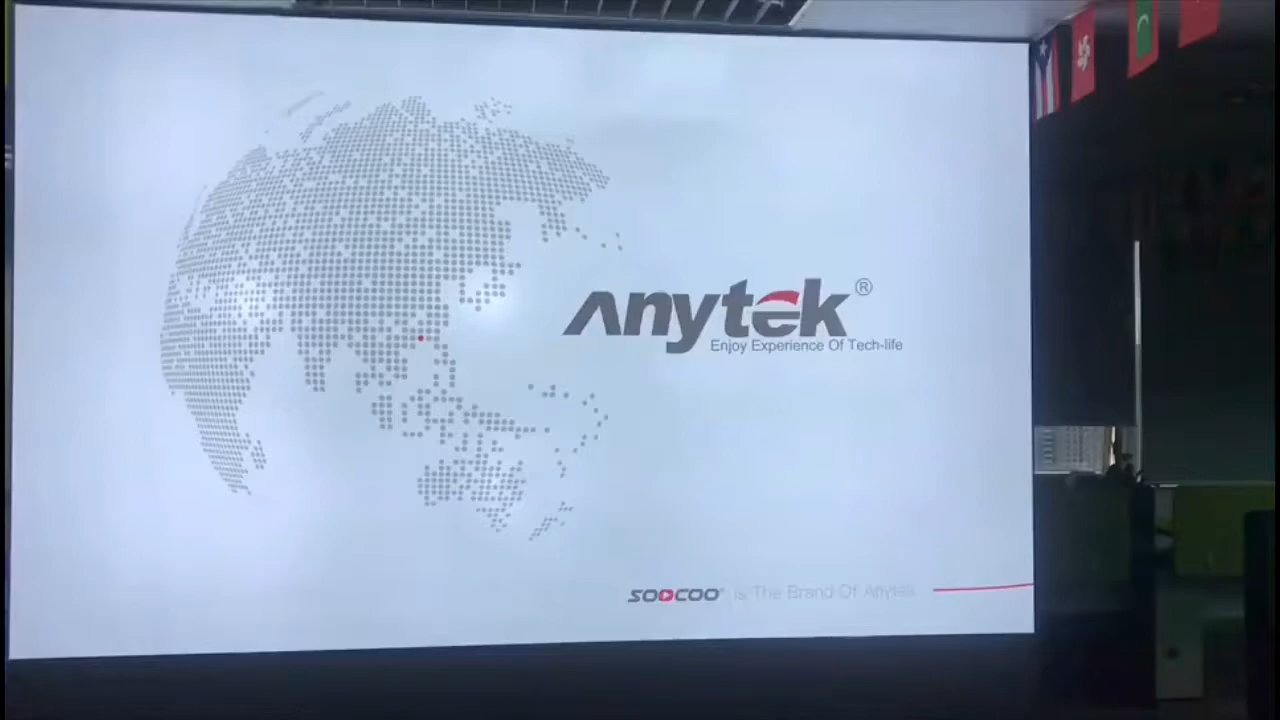 Anytek®
Enjoy Experience Of Tech-life
SOOCOO® Is The Brand Of Anytek